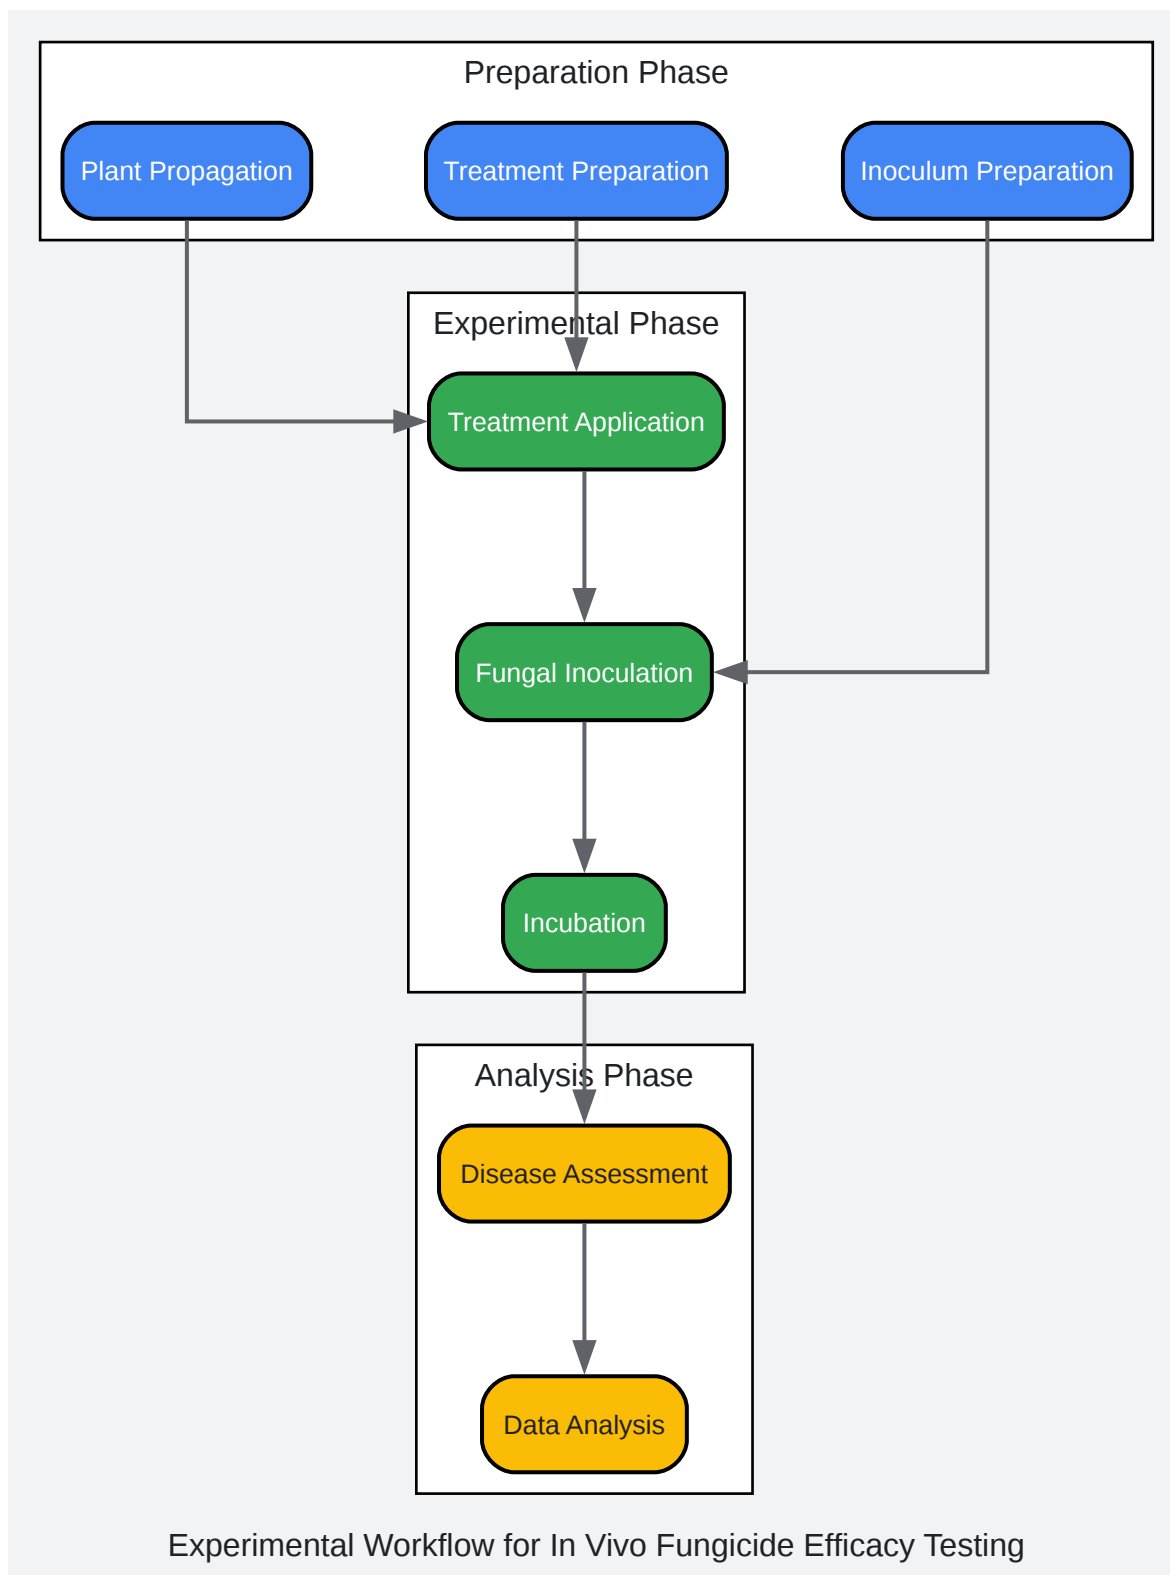 Preparation Phase
Plant Propagation
Treatment Preparation
Inoculum Preparation
Experimental Phase
Treatment Application
Fungal Inoculation
Incubation
Analysis Phase
Disease Assessment
Data Analysis
Experimental Workflow for In Vivo Fungicide Efficacy Testing